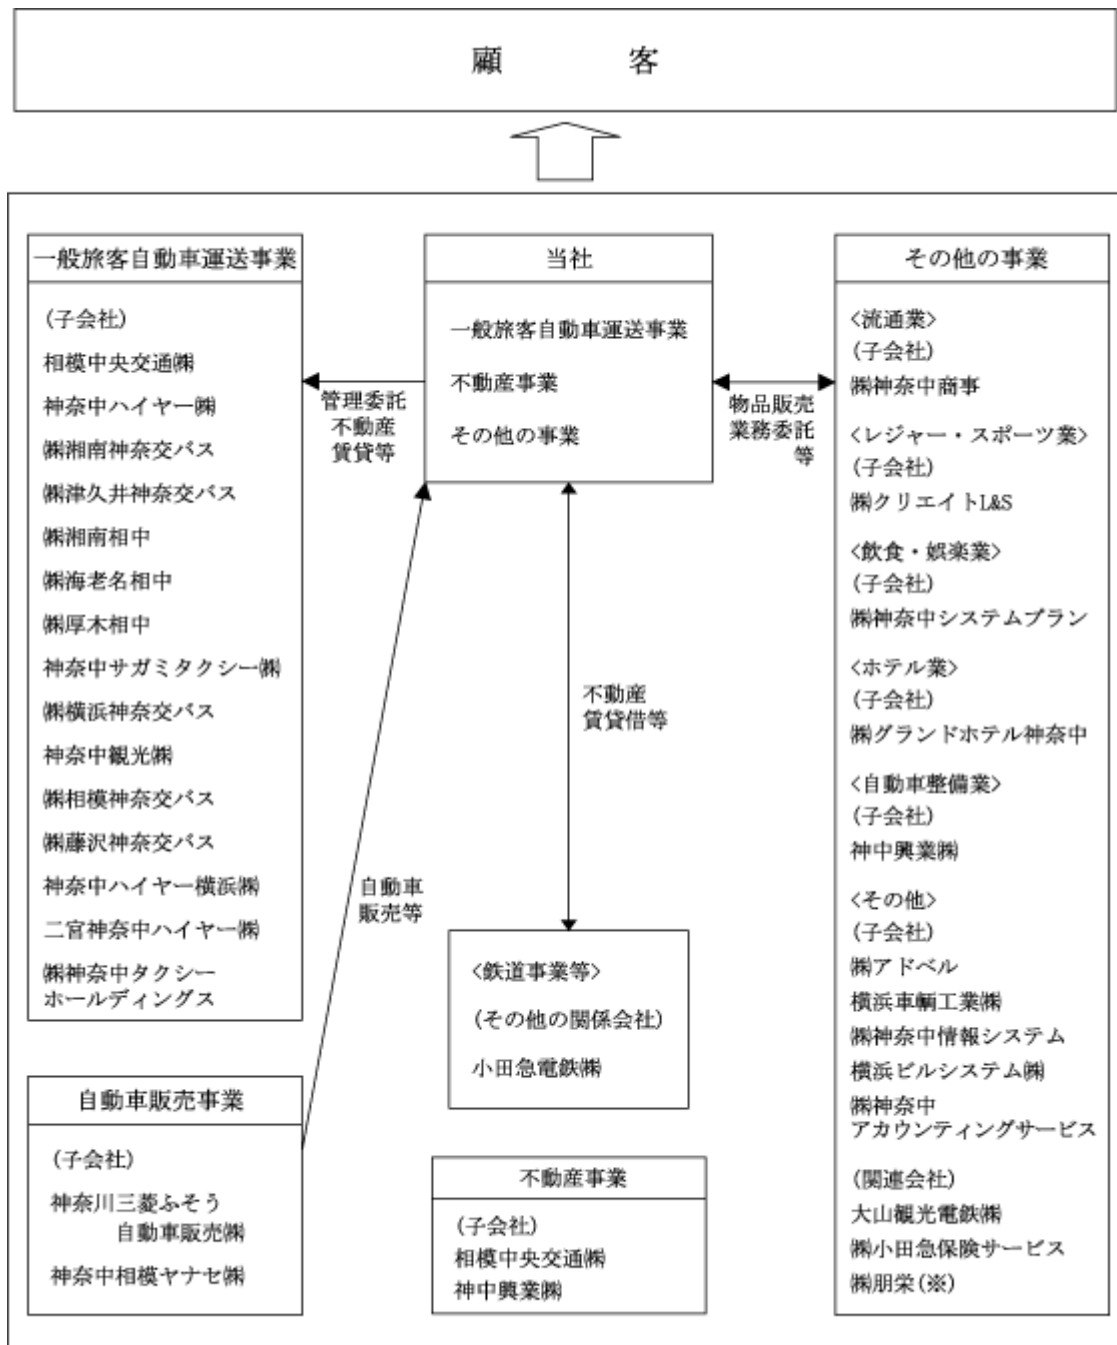 顧客
一般旅客自動車運送事業
(子会社)
相模中央交通㈱
神奈中ハイヤー㈱
㈱湘南神奈交バス
㈱津久井神奈交バス
㈱湘南相中
㈱海老名相中
㈱厚木相中
神奈中サガミタクシー㈱
㈱横浜神奈交バス
神奈中観光㈱
㈱相模神奈交バス
㈱藤沢神奈交バス
神奈中ハイヤー横浜㈱
二宮神奈中ハイヤー㈱
㈱神奈中タクシー
ホールディングス
自動車販売事業
(子会社)
神奈川三菱ふそう
自動車販売㈱
神奈中相模ヤナセ㈱
管理委託
不動産
賃貸等
自動車
販売等
当社
一般旅客自動車運送事業
不動産事業
その他の事業
不動産
賃貸借等
<鉄道事業等>
(その他の関係会社)
小田急電鉄㈱
不動産事業
(子会社)
相模中央交通㈱
神中興業㈱
物品販売
業務委託
等
その他の事業
<流通業>
(子会社)
㈱神奈中商事
<レジャー・スポーツ業>
(子会社)
㈱クリエイトL&S
<飲食・娯楽業>
(子会社)
㈱神奈中システムプラン
<ホテル業>
(子会社)
㈱グランドホテル神奈中
<自動車整備業>
(子会社)
神中興業㈱
<その他>
(子会社)
㈱アドベル
横浜車輌工業㈱
㈱神奈中情報システム
横浜ビルシステム㈱
㈱神奈中
アカウンティングサービス
(関連会社)
大山観光電鉄㈱
㈱小田急保険サービス
㈱朋栄(※)